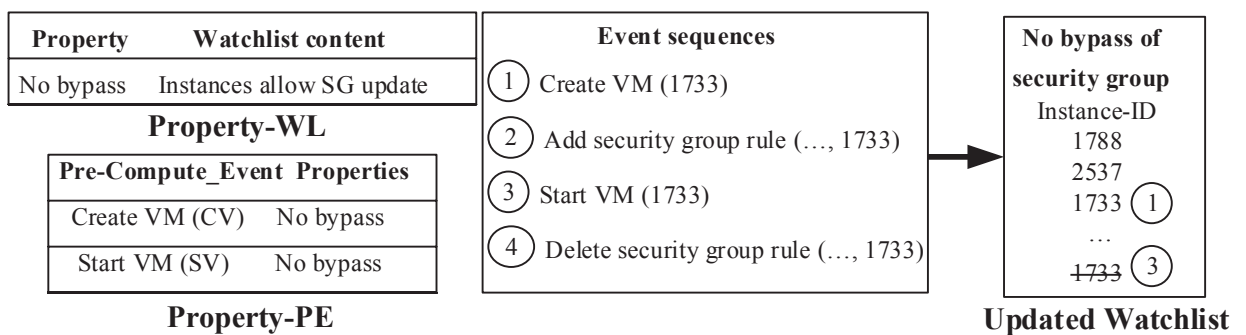 Property Watchlist content
No bypass Instances allow SG update
Property-WL
Pre-Compute_Event Properties
Create VM (CV) No bypass
Start VM (SV) No bypass
Property-PE
Event sequences
1 Create VM (1733)
2 Add security group rule (…, 1733)
3 Start VM (1733)
4 Delete security group rule (…, 1733)
No bypass of
security group
Instance-ID
1788
2537
1733 1
…
1733 3
Updated Watchlist